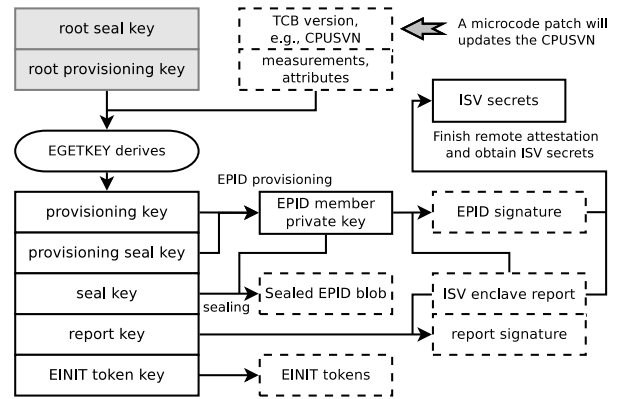 root seal key
root provisioning key
TCB version,
e.g., CPUSVN
measurements,
attributes
A microcode patch will
updates the CPUSVN
ISV secrets
Finish remote attestation
and obtain ISV secrets
EGETKEY derives
EPID provisioning
provisioning key
EPID member
private key
EPID signature
provisioning seal key
seal key
sealing
Sealed EPID blob
ISV enclave report
report key
report signature
EINIT token key
EINIT tokens